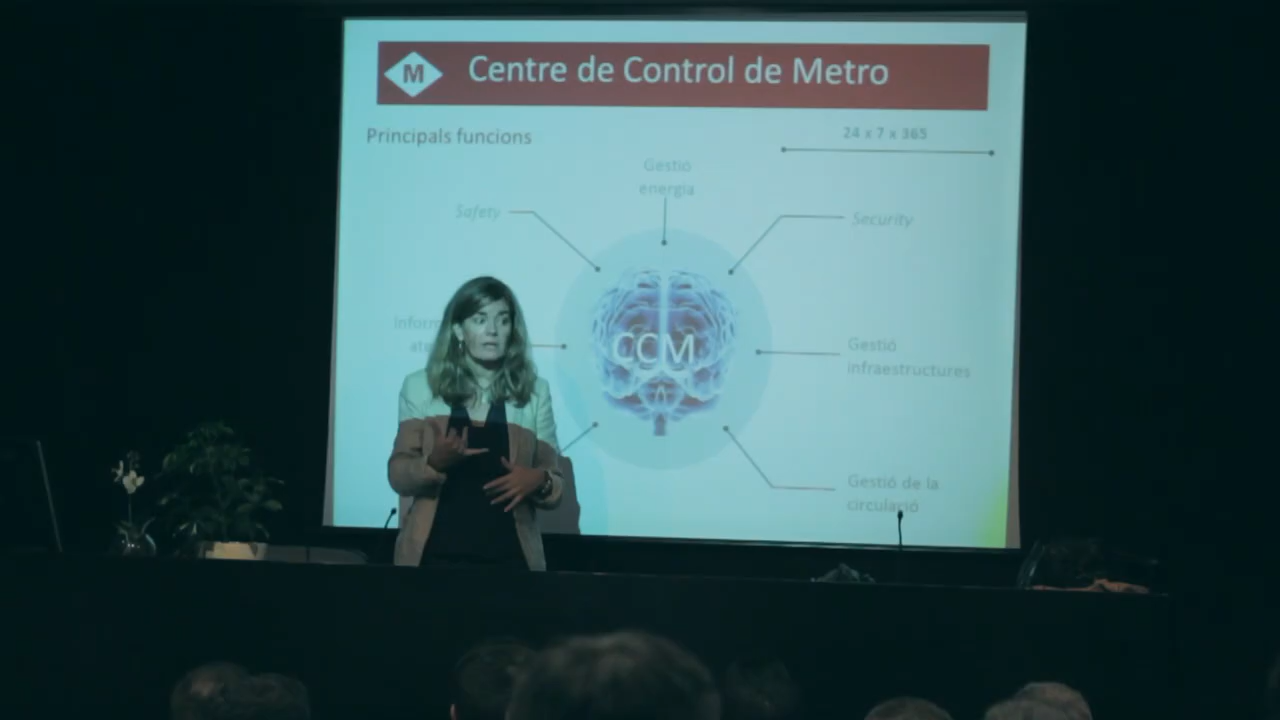 M Centre de Control de Metro
Principals funcions
24 x 7 x 365
Gestió
energia
Safety
Security
CCM
Gestió
infraestructures
Gestió de la
circulació